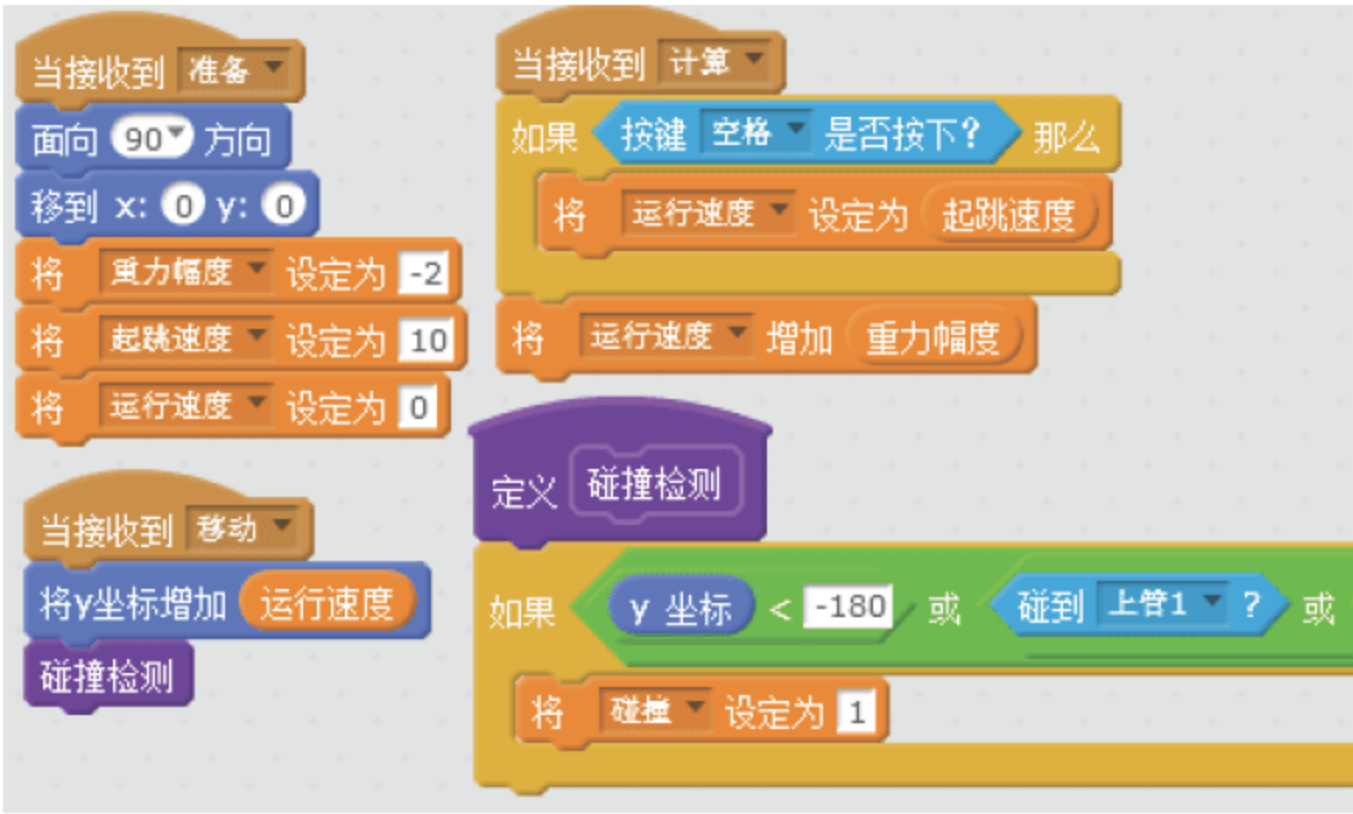 当接收到 准备
面向 90 方向
移到 x: 0 y: 0
将 重力幅度 设定为 -2
将 起跳速度 设定为 10
将 运行速度 设定为 0
当接收到 移动
将y坐标增加 运行速度
碰撞检测
当接收到 计算
如果 按键 空格 是否按下? 那么
将 运行速度 设定为 起跳速度
将 运行速度 增加 重力幅度
定义 碰撞检测
如果 y 坐标 < -180 或 碰到 上管1 ? 或
将 碰撞 设定为 1